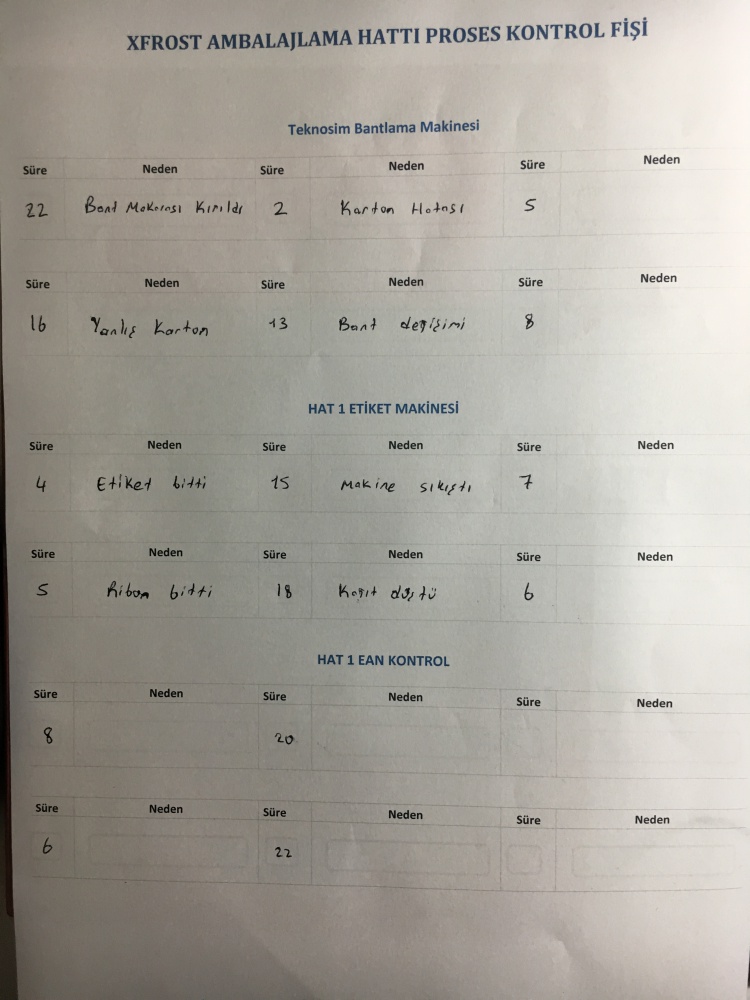 XFROST AMBALAJLAMA HATTI PROSES KONTROL FİŞİ
Teknosim Bantlama Makinesi
Süre Neden Süre Neden Süre Neden
22 Bant Makarası Kırıldı 2 Karton Hatası 5
Süre Neden Süre Neden Süre Neden
16 Yanlış Karton 13 Bant değişimi 8
HAT 1 ETİKET MAKİNESİ
Süre Neden Süre Neden Süre Neden
4 Etiket bitti 15 Makine sıkıştı 7
Süre Neden Süre Neden Süre Neden
5 Ribon bitti 18 Kağıt düştü 6
HAT 1 EAN KONTROL
Süre Neden Süre Neden Süre Neden
8 20
Süre Neden Süre Neden Süre Neden
6 22